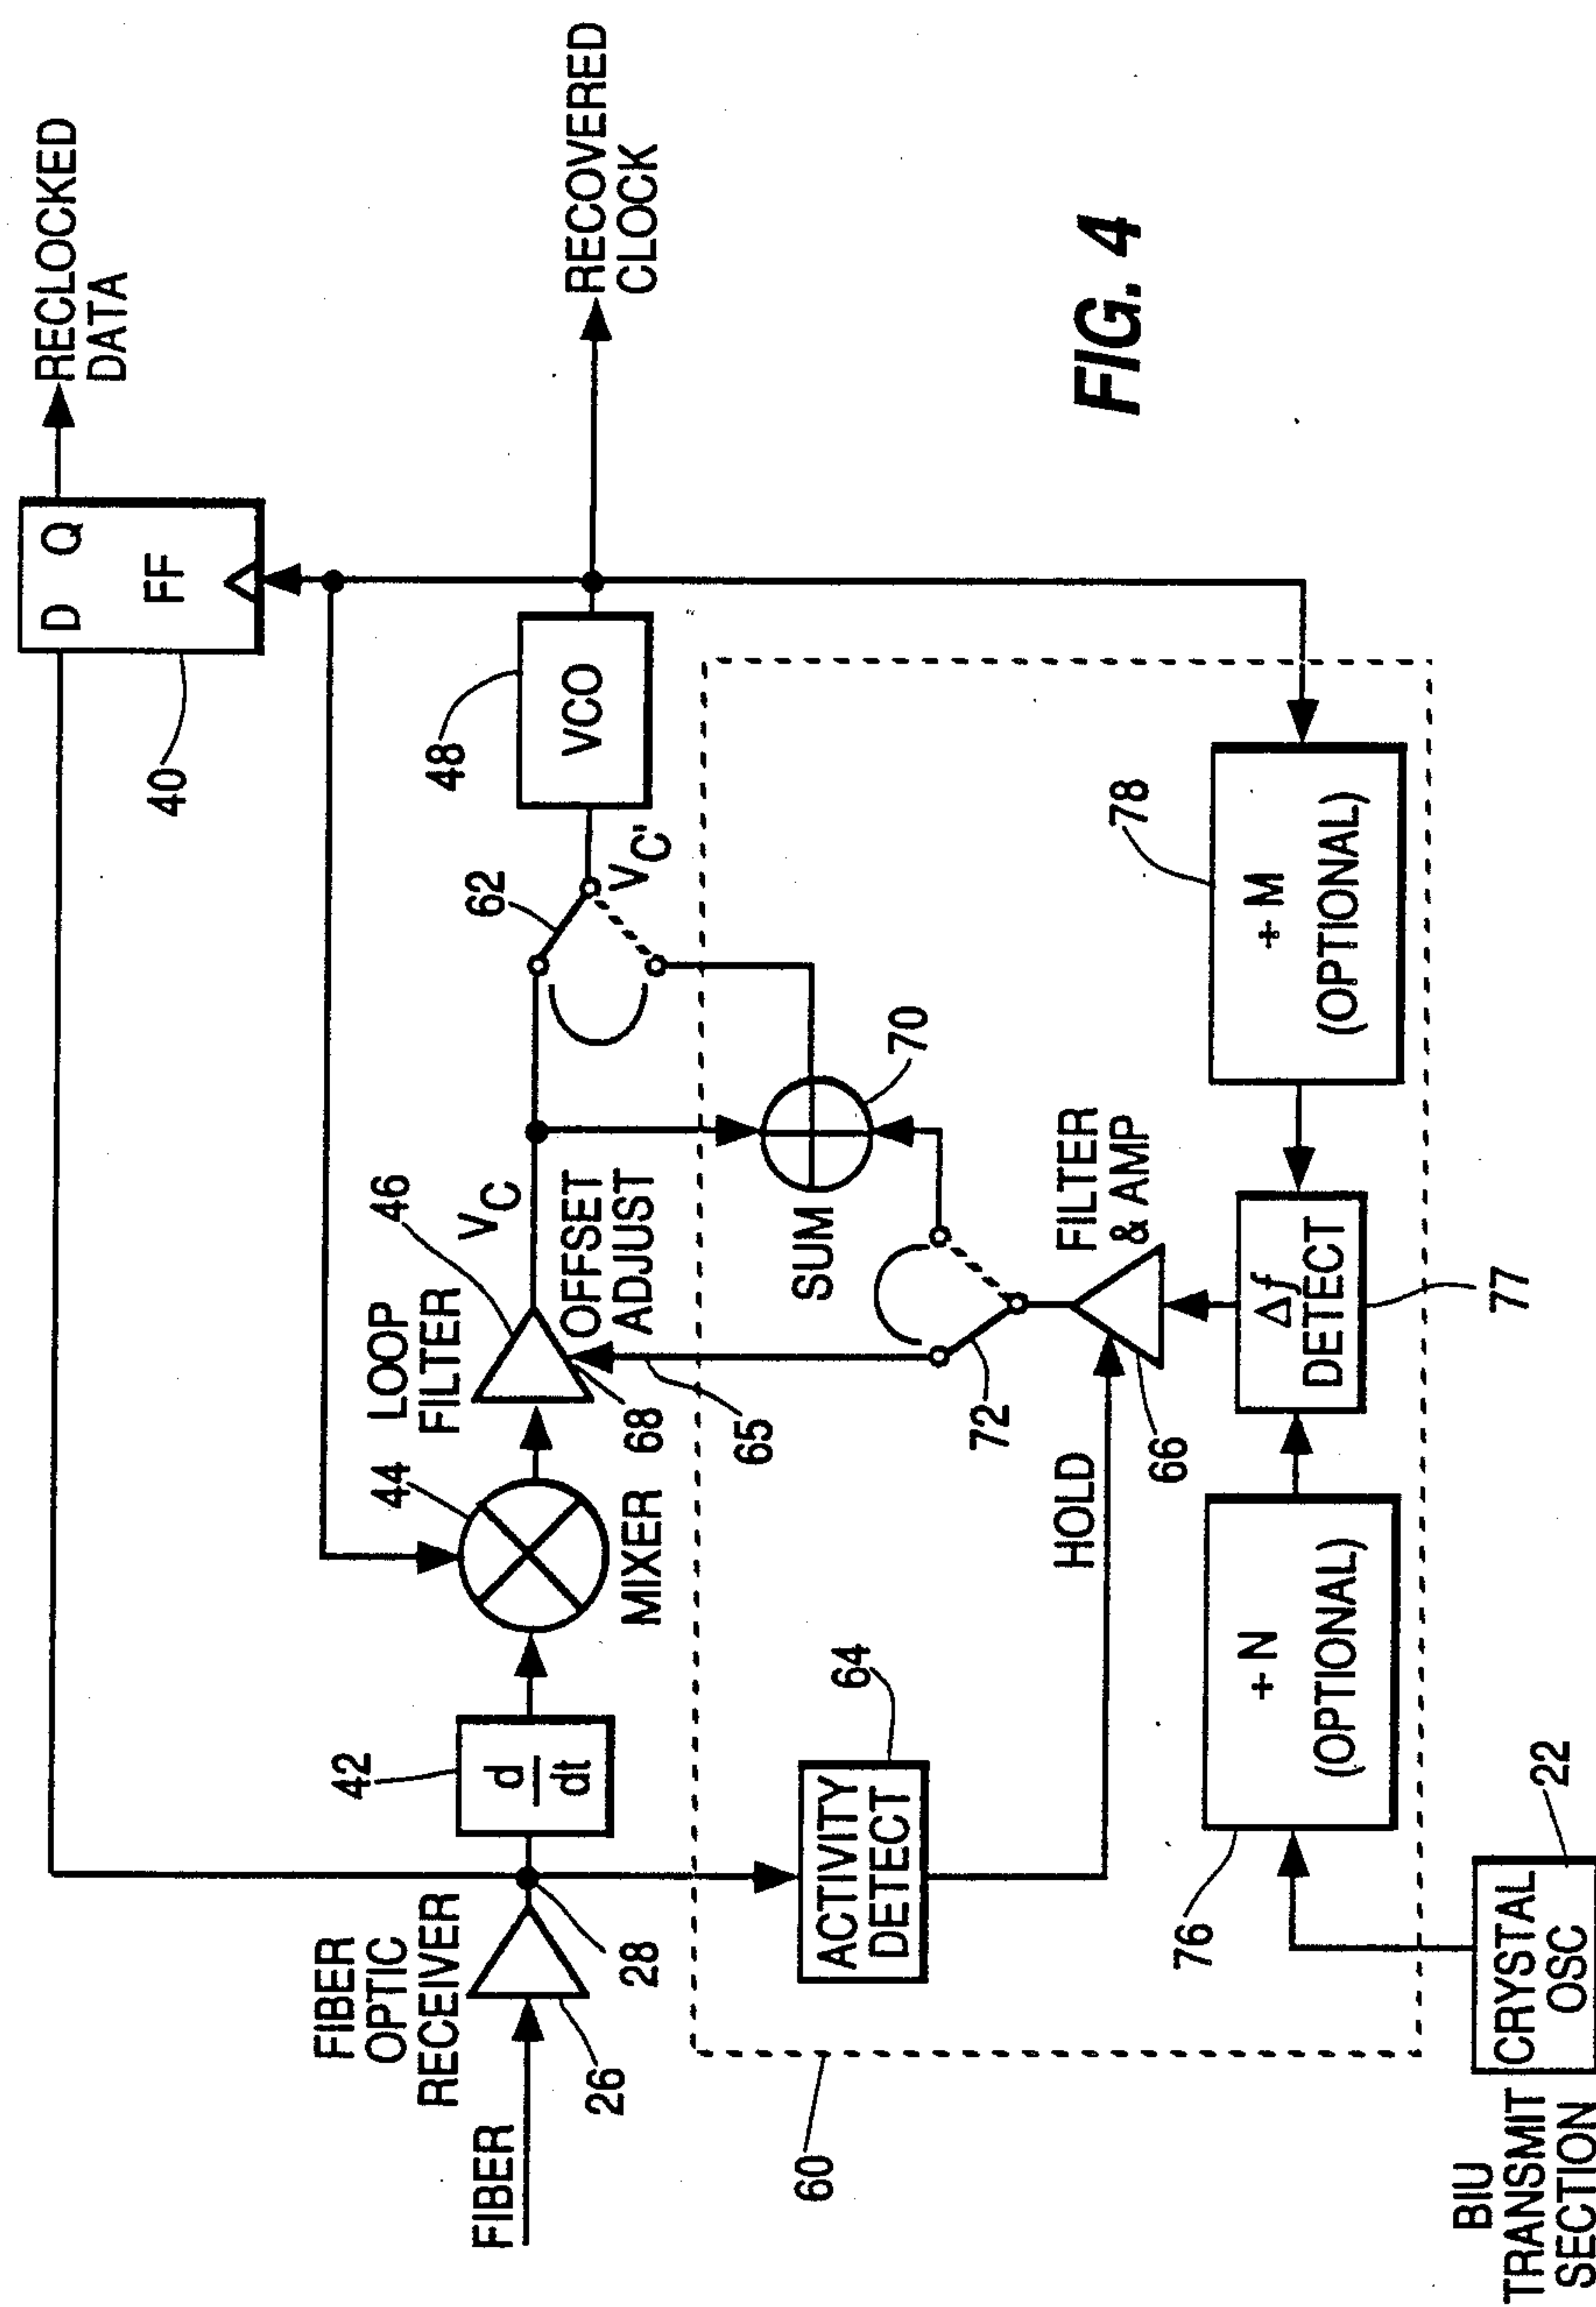 RECLOCKED
DATA
D Q
FF
40
RECOVERED
CLOCK
FIBER
OPTIC
RECEIVER
FIBER
26
28
42
d
dt
44
MIXER
LOOP
FILTER
46
68
VC
OFFSET
ADJUST
65
62
VC'
48
VCO
60
64
ACTIVITY
DETECT
HOLD
72
SUM
70
66
FILTER
& AMP
76
÷ N
(OPTIONAL)
Δf
DETECT
77
78
÷ M
(OPTIONAL)
BIU
TRANSMIT
SECTION
CRYSTAL
OSC
22
FIG. 4